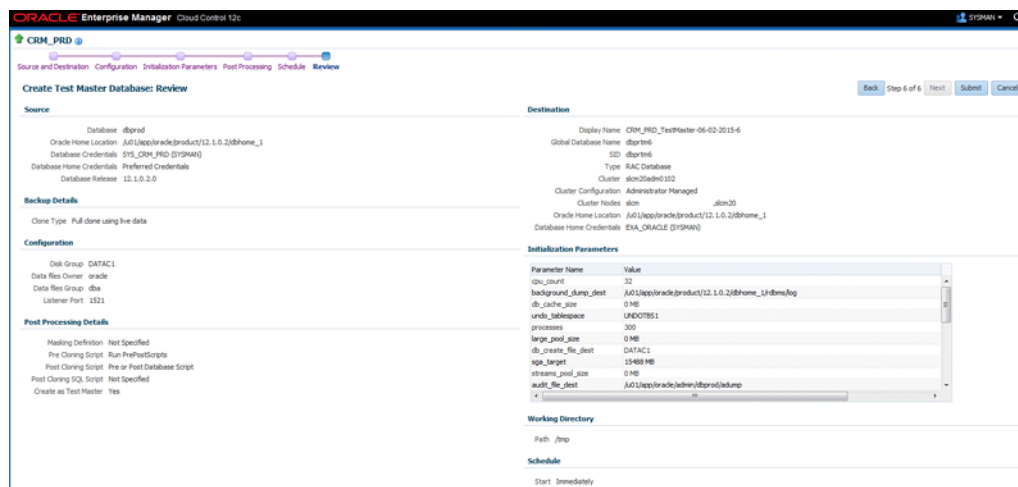 ORACLE Enterprise Manager Cloud Control 12c
SYSMAN
CRM_PRD
Source and Destination Configuration Initialization Parameters Post Processing Schedule Review
Create Test Master Database: Review
Back Step 6 of 6 Next Submit Cancel
Source
Database dbprod
Oracle Home Location /u01/app/oracle/product/12.1.0.2/dbhome_1
Database Credentials SYS_CRM_PRD (SYSMAN)
Database Home Credentials Preferred Credentials
Database Release 12.1.0.2.0
Backup Details
Clone Type Full clone using live data
Configuration
Disk Group DATAC1
Data files Owner oracle
Data files Group dba
Listener Port 1521
Post Processing Details
Masking Definition Not Specified
Pre Cloning Script Run PrePostScripts
Post Cloning Script Pre or Post Database Script
Post Cloning SQL Script Not Specified
Create as Test Master Yes
Destination
Display Name CRM_PRD_TestMaster-06-02-2015-6
Global Database Name dbprtm6
SID dbprtm6
Type RAC Database
Cluster slcm20adm0102
Cluster Configuration Administrator Managed
Cluster Nodes slcm ,slcm20
Oracle Home Location /u01/app/oracle/product/12.1.0.2/dbhome_1
Database Home Credentials EXA_ORACLE (SYSMAN)
Initialization Parameters
Parameter Name Value
cpu_count 32
background_dump_dest /u01/app/oracle/product/12.1.0.2/dbhome_1/rdbms/log
db_cache_size 0 MB
undo_tablespace UNDOTBS1
processes 300
large_pool_size 0 MB
db_create_file_dest DATAC1
sga_target 15488 MB
streams_pool_size 0 MB
audit_file_dest /u01/app/oracle/admin/dbprod/adump
Working Directory
Path /tmp
Schedule
Start Immediately